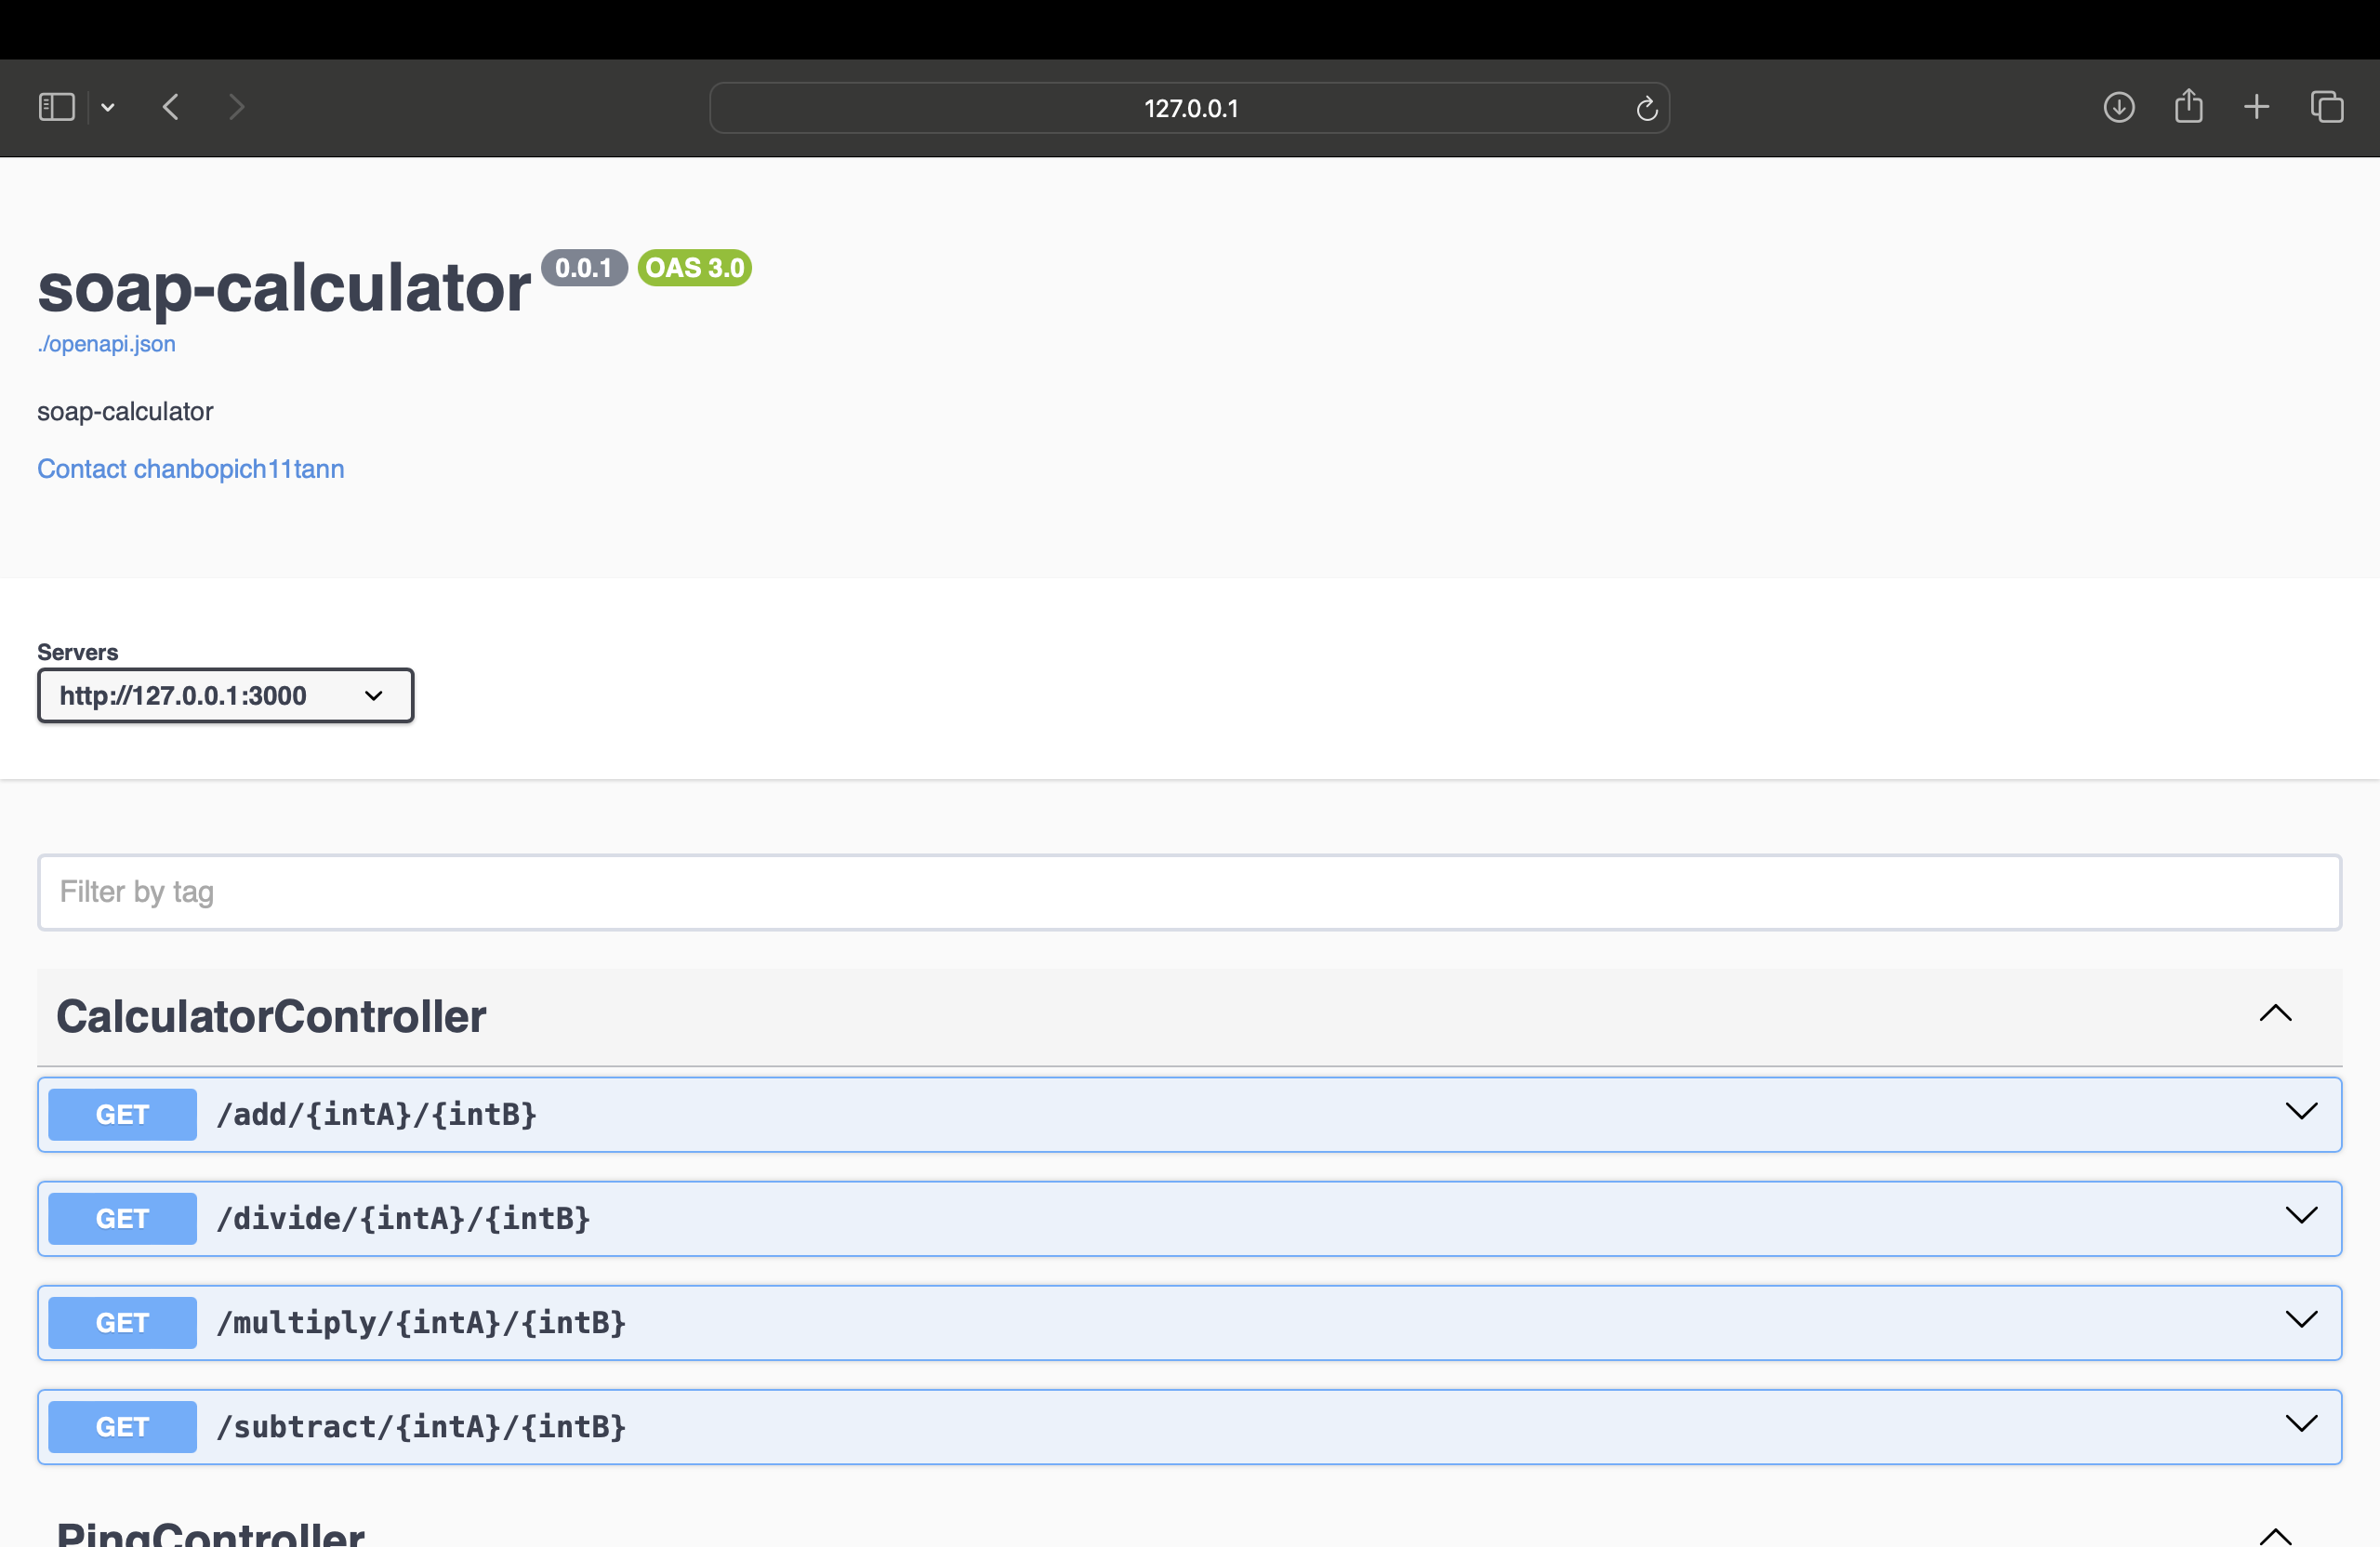 127.0.0.1
soap-calculator 0.0.1 OAS 3.0
./openapi.json
soap-calculator
Contact chanbopich11tann
Servers
http://127.0.0.1:3000
Filter by tag
CalculatorController
GET /add/{intA}/{intB}
GET /divide/{intA}/{intB}
GET /multiply/{intA}/{intB}
GET /subtract/{intA}/{intB}
PingController